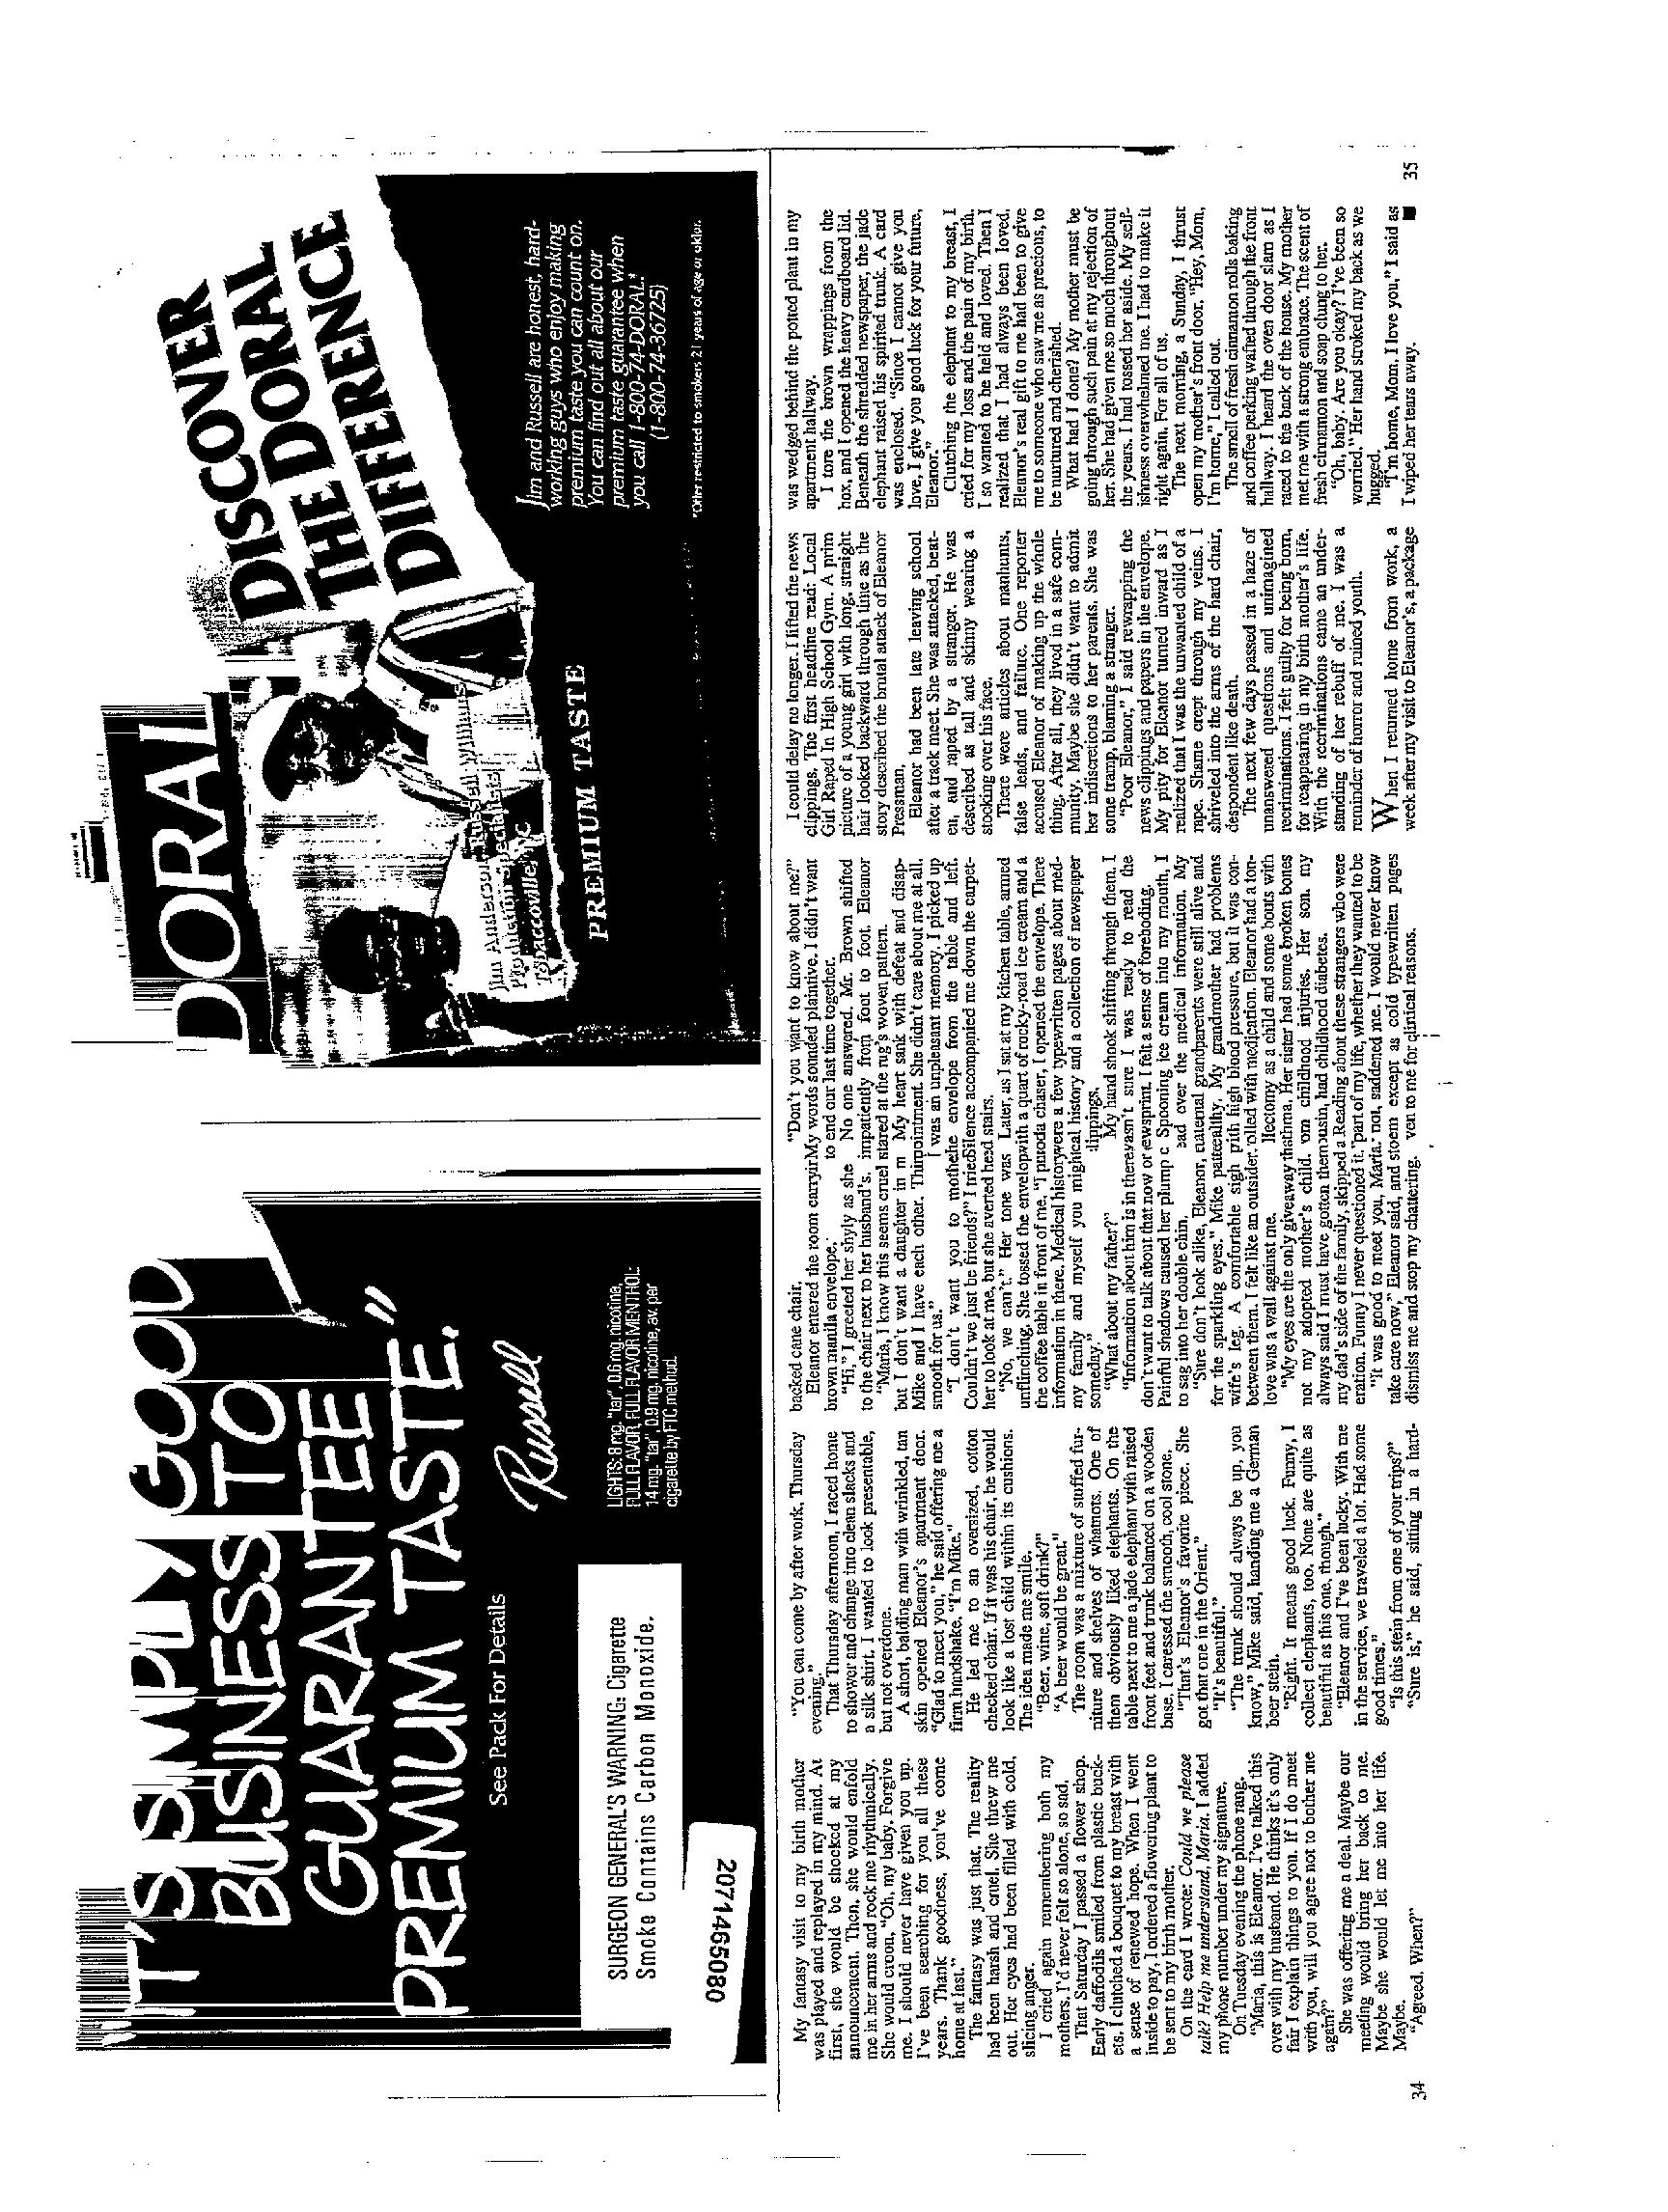 IT'S SIMPLY GOOD
BUSINESS TO
GUARANTEE
PREMIUM TASTE.”
See Pack For Details
Russell
SURGEON GENERAL'S WARNING: Cigarette
Smoke Contains Carbon Monoxide.
LIGHTS: 8 mg. "tar", 0.6 mg. nicotine,
FULL FLAVOR, FULL FLAVOR MENTHOL:
14 mg. "tar", 0.9 mg. nicotine, av. per
cigarette by FTC method.
2071465080
DORAL
DISCOVER
THE DORAL
DIFFERENCE
Jim Anderson
Russell Williams
Tobaccoville, NC
PREMIUM TASTE
Jim and Russell are honest, hard-
working guys who enjoy making
premium taste you can count on.
You can find out all about our
premium taste guarantee when
you call 1-800-74-DORAL*.
(1-800-74-36725)
*Offer restricted to smokers 21 years of age or older.
My fantasy visit to my birth mother
was played and replayed in my mind. At
first, she would be shocked at my
announcement. Then, she would enfold
me in her arms and rock me rhythmically.
She would croon, “Oh, my baby. Forgive
me. I should never have given you up.
I've been searching for you all these
years. Thank goodness, you've come
home at last.”
The fantasy was just that. The reality
had been harsh and cruel. She threw me
out. Her eyes had been filled with cold,
slicing anger.
I cried again remembering both my
mothers. I'd never felt so alone, so sad.
That Saturday I passed a flower shop.
Early daffodils smiled from plastic buck-
ets. I clutched a bouquet to my breast with
a sense of renewed hope. When I went
inside to pay, I ordered a flowering plant to
be sent to my birth mother.
On the card I wrote: Could we please
talk? Help me understand, Maria. I added
my phone number under my signature.
On Tuesday evening the phone rang.
“Maria, this is Eleanor. I've talked this
over with my husband. He thinks it's only
fair I explain things to you. If I do meet
with you, will you agree not to bother me
again?”
She was offering me a deal. Maybe our
meeting would bring her back to me.
Maybe she would let me into her life.
Maybe.
“Agreed. When?”
34
“You can come by after work, Thursday
evening.”
That Thursday afternoon, I raced home
to shower and change into clean slacks and
a silk shirt. I wanted to look presentable,
but not overdone.
A short, balding man with wrinkled, tan
skin opened Eleanor's apartment door.
“Glad to meet you,” he said offering me a
firm handshake. “I'm Mike.”
He led me to an oversized, cotton
checked chair. If it was his chair, he would
look like a lost child within its cushions.
The idea made me smile.
“Beer, wine, soft drink?”
“A beer would be great.”
The room was a mixture of stuffed fur-
niture and shelves of whatnots. One of
them obviously liked elephants. On the
table next to me a jade elephant with raised
front feet and trunk balanced on a wooden
base. I caressed the smooth, cool stone.
“That's Eleanor's favorite piece. She
got that one in the Orient.”
“It's beautiful.”
“The trunk should always be up, you
know,” Mike said, handing me a German
beer stein.
“Right. It means good luck. Funny, I
collect elephants, too. None are quite as
beautiful as this one, though.”
“Eleanor and I've been lucky. With me
in the service, we traveled a lot. Had some
good times.”
“Is this stein from one of your trips?”
“Sure is,” he said, sitting in a hard-
backed cane chair.
Eleanor entered the room carryin
brown manila envelope.
“Hi,” I greeted her shyly as she
to the chair next to her husband's.
“Maria, I know this seems cruel
but I don't want a daughter in m
Mike and I have each other. Thin
smooth for us.”
“I don't want you to mothe
Couldn't we just be friends?” I tried
her to look at me, but she averted he
“No, we can't.” Her tone was
unflinching. She tossed the envelop
the coffee table in front of me, “I pu
information in there. Medical history
my family and myself you migh
someday.”
“What about my father?”
“Information about him is in there
don't want to talk about that now or e
Painful shadows caused her plump c
to sag into her double chin.
“Sure don't look alike, Eleanor,
for the sparkling eyes.” Mike patte
wife's leg. A comfortable sigh p
between them. I felt like an outsider.
love was a wall against me.
“My eyes are the only giveaway tha
not my adopted mother's child.
always said I must have gotten them
my dad's side of the family, skipped a
eration. Funny I never questioned it.”
“It was good to meet you, Maria.
take care now,” Eleanor said, and sto
dismiss me and stop my chattering.
“Don't you want to know about me?”
My words sounded plaintive. I didn't want
to end our last time together.
No one answered. Mr. Brown shifted
impatiently from foot to foot. Eleanor
stared at the rug's woven pattern.
My heart sank with defeat and disap-
pointment. She didn't care about me at all.
I was an unpleasant memory. I picked up
the envelope from the table and left.
Silence accompanied me down the carpet-
ed stairs.
Later, as I sat at my kitchen table, armed
with a quart of rocky-road ice cream and a
soda chaser, I opened the envelope. There
were a few typewritten pages about med-
ical history and a collection of newspaper
clippings.
My hand shook shifting through them. I
wasn't sure I was ready to read the
newsprint. I felt a sense of foreboding.
Spooning ice cream into my mouth, I
read over the medical information. My
maternal grandparents were still alive and
healthy. My grandmother had problems
with high blood pressure, but it was con-
trolled with medication. Eleanor had a ton-
sillectomy as a child and some bouts with
asthma. Her sister had some broken bones
from childhood injuries. Her son, my
cousin, had childhood diabetes.
Reading about these strangers who were
part of my life, whether they wanted to be
or not, saddened me. I would never know
them except as cold typewritten pages
given to me for clinical reasons.
I could delay no longer. I lifted the news
clippings. The first headline read: Local
Girl Raped In High School Gym. A prim
picture of a young girl with long, straight
hair looked backward through time as the
story described the brutal attack of Eleanor
Pressman.
Eleanor had been late leaving school
after a track meet. She was attacked, beat-
en, and raped by a stranger. He was
described as tall and skinny wearing a
stocking over his face.
There were articles about manhunts,
false leads, and failure. One reporter
accused Eleanor of making up the whole
thing. After all, they lived in a safe com-
munity. Maybe she didn't want to admit
her indiscretions to her parents. She was
some tramp, blaming a stranger.
“Poor Eleanor,” I said rewrapping the
news clippings and papers in the envelope.
My pity for Eleanor turned inward as I
realized that I was the unwanted child of a
rape. Shame crept through my veins. I
shriveled into the arms of the hard chair,
despondent like death.
The next few days passed in a haze of
unanswered questions and unimagined
recriminations. I felt guilty for being born,
for reappearing in my birth mother's life.
With the recriminations came an under-
standing of her rebuff of me. I was a
reminder of horror and ruined youth.
When I returned home from work, a
week after my visit to Eleanor's, a package
was wedged behind the potted plant in my
apartment hallway.
I tore the brown wrappings from the
box, and I opened the heavy cardboard lid.
Beneath the shredded newspaper, the jade
elephant raised his spirited trunk. A card
was enclosed. “Since I cannot give you
love, I give you good luck for your future,
Eleanor.”
Clutching the elephant to my breast, I
cried for my loss and the pain of my birth.
I so wanted to be held and loved. Then I
realized that I had always been loved.
Eleanor's real gift to me had been to give
me to someone who saw me as precious, to
be nurtured and cherished.
What had I done? My mother must be
going through such pain at my rejection of
her. She had given me so much throughout
the years. I had tossed her aside. My self-
ishness overwhelmed me. I had to make it
right again. For all of us.
The next morning, a Sunday, I thrust
open my mother's front door. “Hey, Mom,
I'm home,” I called out.
The smell of fresh cinnamon rolls baking
and coffee perking wafted through the front
hallway. I heard the oven door slam as I
raced to the back of the house. My mother
met me with a strong embrace. The scent of
fresh cinnamon and soap clung to her.
“Oh, baby. Are you okay? I've been so
worried.” Her hand stroked my back as we
hugged.
“I'm home, Mom. I love you,” I said as
I wiped her tears away. ■
35